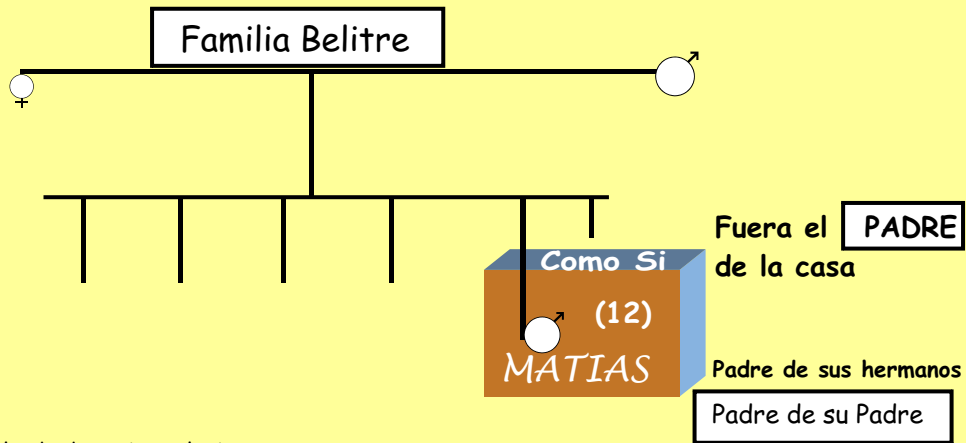 Familia Belitre
Fuera el PADRE
de la casa
Como Si
(12)
MATIAS
Padre de sus hermanos
Padre de su Padre